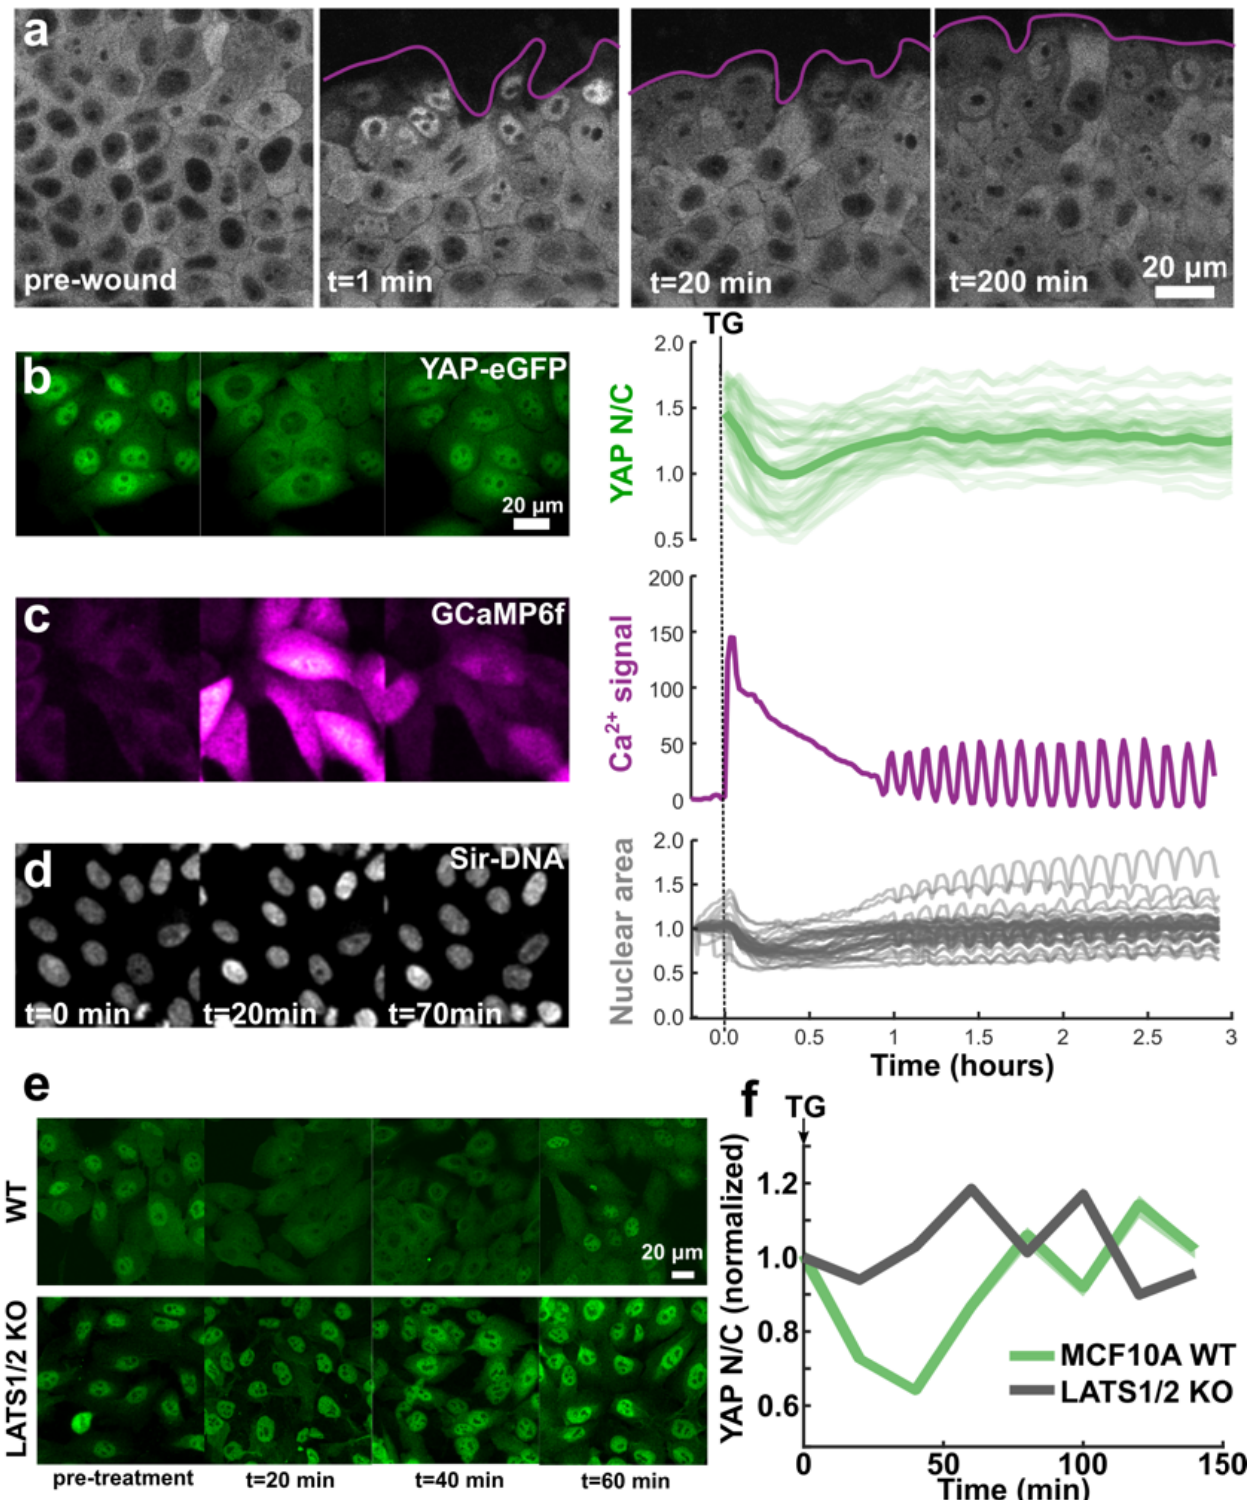 a
pre-wound
t=1 min
t=20 min
t=200 min
20 µm
TG
b
YAP-eGFP
20 µm
YAP N/C
2.0
1.5
1.0
0.5
c
GCaMP6f
Ca²⁺ signal
200
150
100
50
0
d
Sir-DNA
t=0 min
t=20min
t=70min
Nuclear area
2.0
1.5
1.0
0.5
0.0
0.0 0.5 1 1.5 2 2.5 3
Time (hours)
e
WT
20 µm
LATS1/2 KO
pre-treatment
t=20 min
t=40 min
t=60 min
f
TG
YAP N/C (normalized)
1.2
1.0
0.8
0.6
MCF10A WT
LATS1/2 KO
0 50 100 150
Time (min)